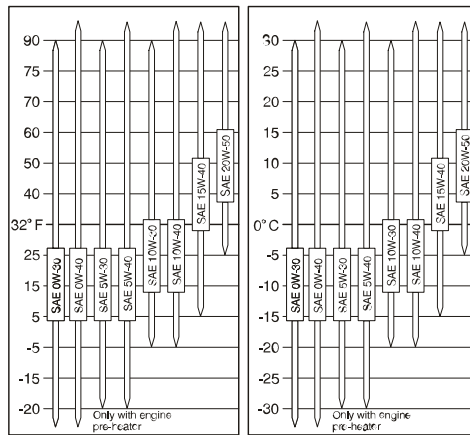 90
75
70
60
50
40
32° F
25
15
5
-5
-15
-20
SAE 0W-30
SAE 0W-40
SAE 5W-30
SAE 5W-40
SAE 10W-30
SAE 10W-40
SAE 15W-40
SAE 20W-50
Only with engine
pre-heater
30
25
20
15
10
5
0° C
-5
-10
-15
-20
-25
-30
SAE 0W-30
SAE 0W-40
SAE 5W-30
SAE 5W-40
SAE 10W-30
SAE 10W-40
SAE 15W-40
SAE 20W-50
Only with engine
pre-heater